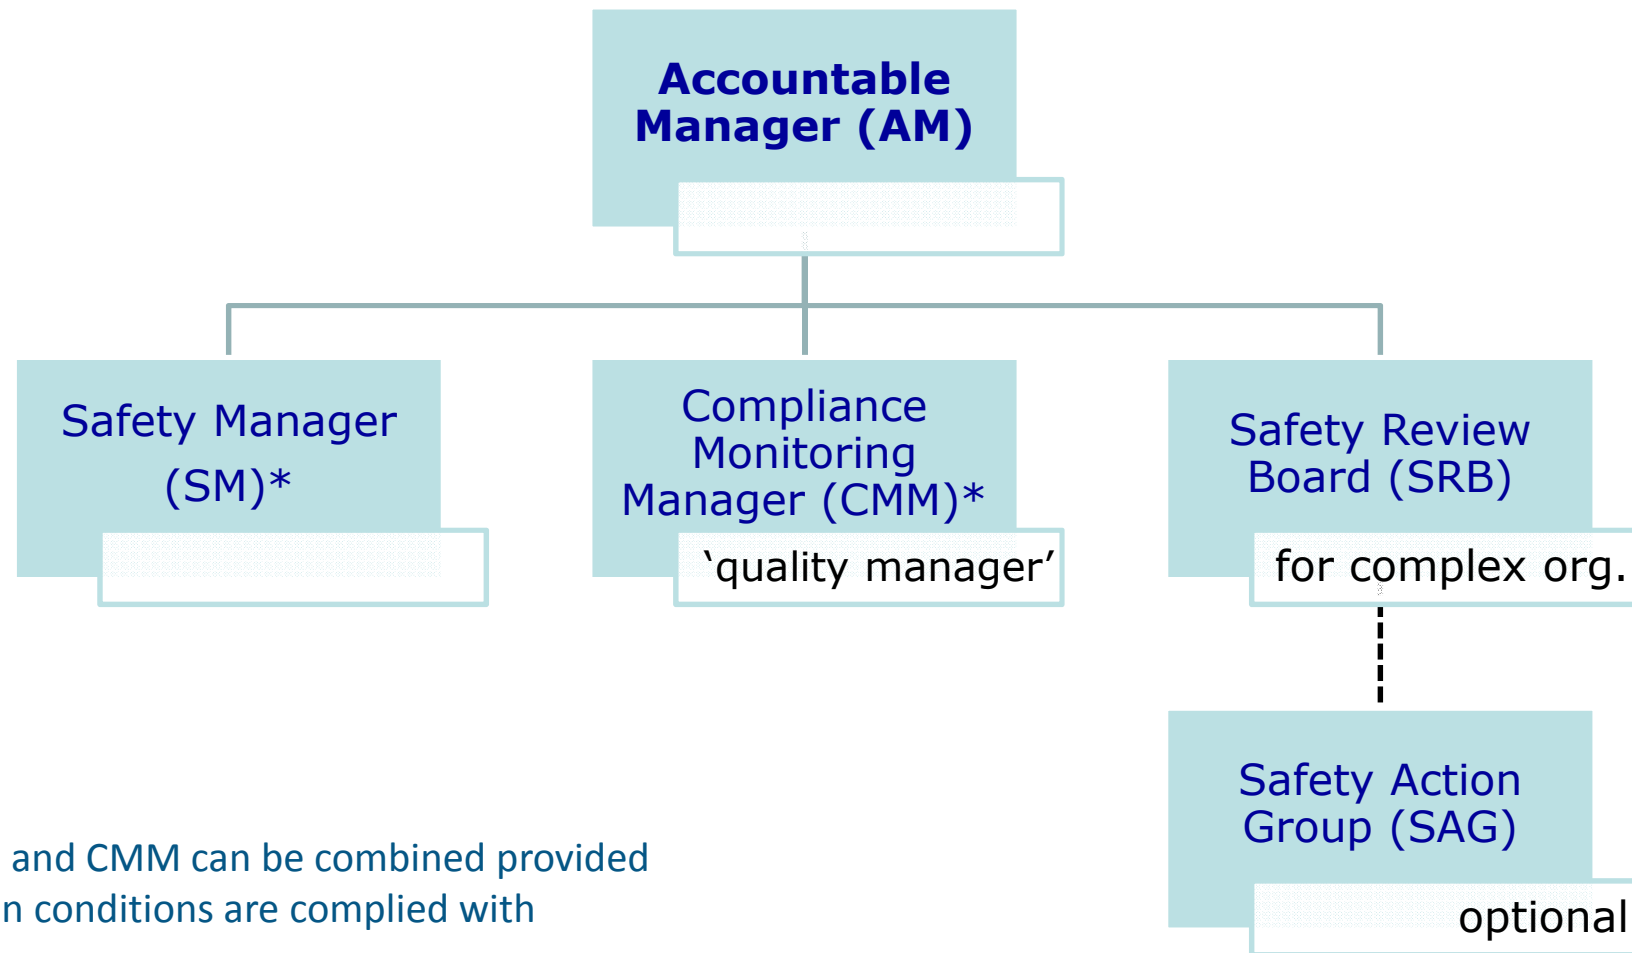 Accountable
Manager (AM)
Safety Manager
(SM)*
Compliance
Monitoring
Manager (CMM)*
'quality manager'
Safety Review
Board (SRB)
for complex org.
Safety Action
Group (SAG)
optional
and CMM can be combined provided
conditions are complied with